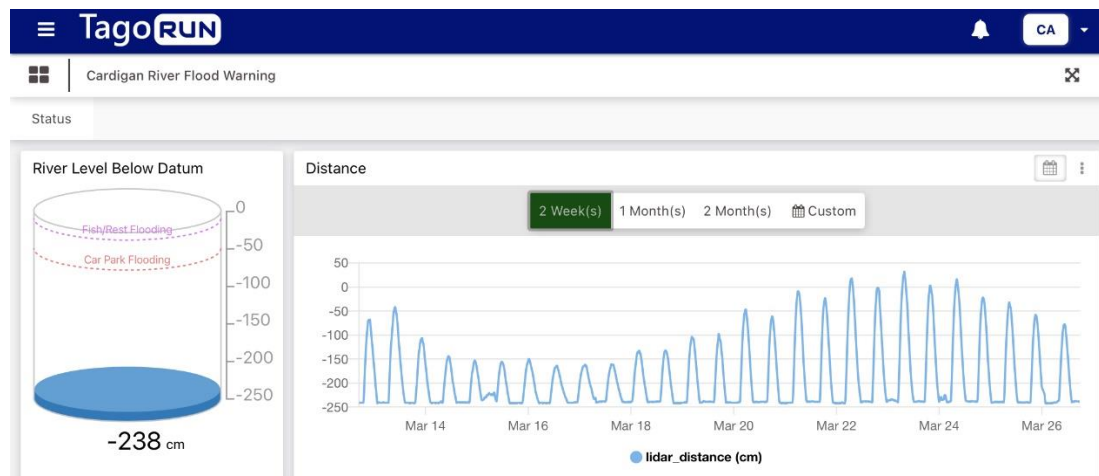 TagoRUN
CA
Cardigan River Flood Warning
Status
River Level Below Datum
0
Fish/Rest Flooding
-50
Car Park Flooding
-100
-150
-200
-250
-238 cm
Distance
2 Week(s) 1 Month(s) 2 Month(s) Custom
50
0
-50
-100
-150
-200
-250
Mar 14 Mar 16 Mar 18 Mar 20 Mar 22 Mar 24 Mar 26
lidar_distance (cm)